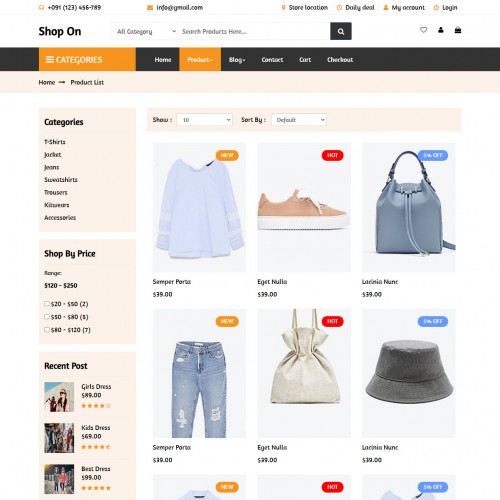 +091 (123) 456-789
info@gmail.com
Store location
Daily deal
My account
Login
Shop On
All Category
Search Products Here...
CATEGORIES
Home
Product
Blog
Contact
Cart
Checkout
Home
Product List
Categories
T-Shirts
Jacket
Jeans
Sweatshirts
Trousers
Kitwears
Accessories
Shop By Price
Range:
$120 - $250
$20 - $50 (2)
$50 - $80 (5)
$80 - $120 (7)
Recent Post
Girls Dress
$89.00
Kids Dress
$69.00
Best Dress
$99.00
Show :
10
Sort By :
Default
NEW
HOT
5% OFF
Semper Porta
$39.00
Eget Nulla
$39.00
Lacinia Nunc
$39.00
NEW
HOT
5% OFF
Semper Porta
$39.00
Eget Nulla
$39.00
Lacinia Nunc
$39.00
NEW
HOT
5% OFF